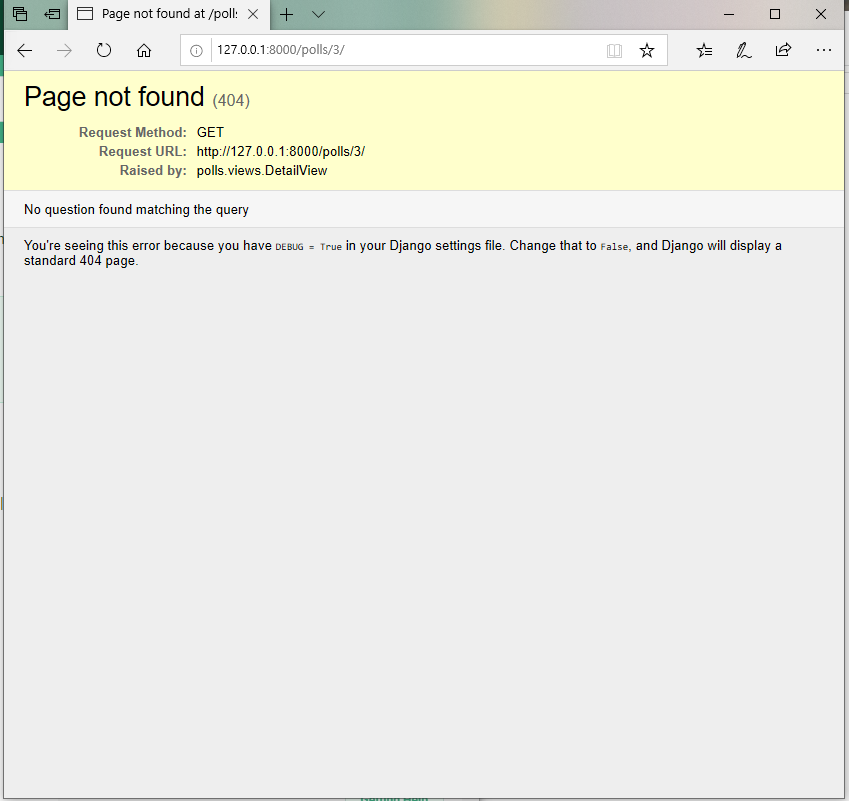 Page not found at /polls
127.0.0.1:8000/polls/3/
Page not found (404)
Request Method: GET
Request URL: http://127.0.0.1:8000/polls/3/
Raised by: polls.views.DetailView
No question found matching the query
You're seeing this error because you have DEBUG = True in your Django settings file. Change that to False, and Django will display a
standard 404 page.